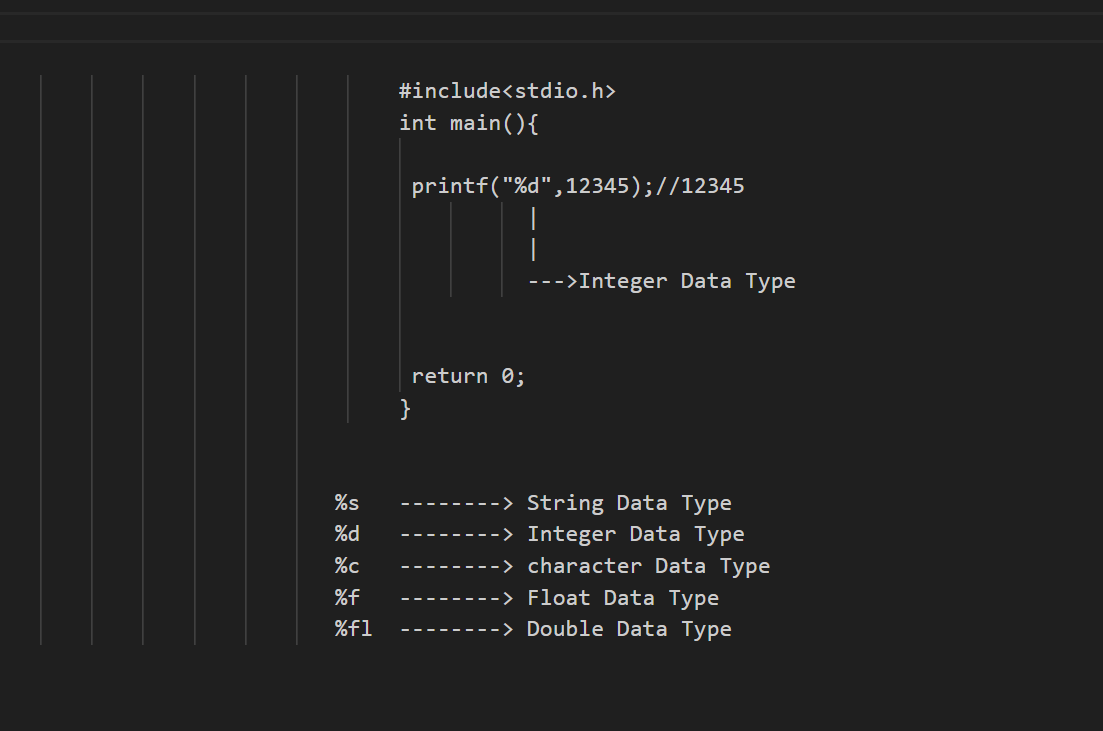 #include<stdio.h>
int main(){
printf("%d",12345);//12345
|
|
--->Integer Data Type
return 0;
}
%s --------> String Data Type
%d --------> Integer Data Type
%c --------> character Data Type
%f --------> Float Data Type
%fl --------> Double Data Type